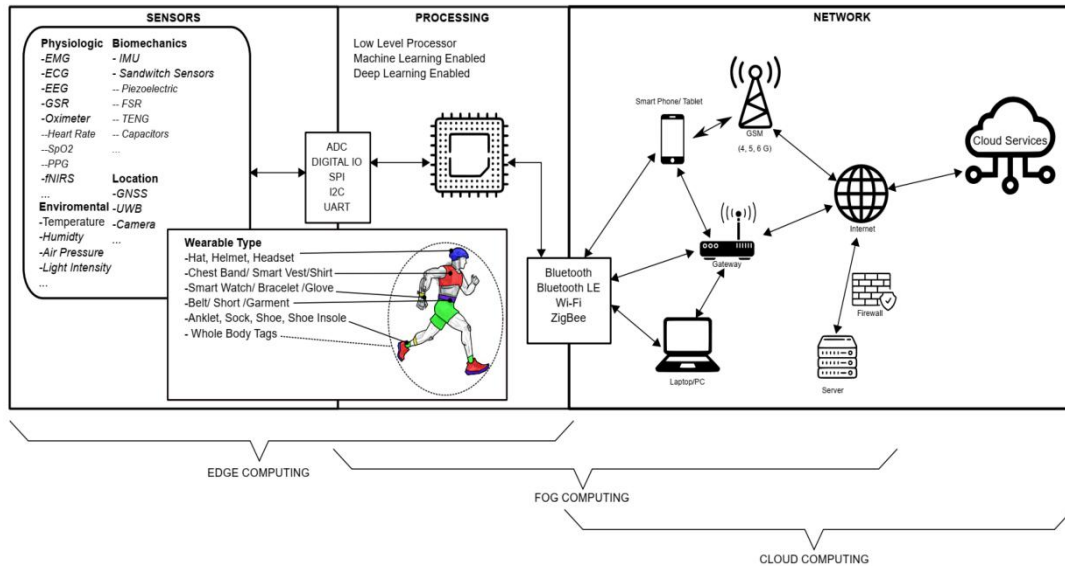 SENSORS
PROCESSING
NETWORK
Physiologic
-EMG
-ECG
-EEG
-GSR
-Oximeter
--Heart Rate
--SpO2
--PPG
-fNIRS
...
Enviromental
-Temperature
-Humidty
-Air Pressure
-Light Intensity
...
Biomechanics
- IMU
- Sandwitch Sensors
-- Piezoelectric
-- FSR
-- TENG
-- Capacitors
...
Location
-GNSS
-UWB
-Camera
...
ADC
DIGITAL IO
SPI
I2C
UART
Low Level Processor
Machine Learning Enabled
Deep Learning Enabled
Wearable Type
-Hat, Helmet, Headset
-Chest Band/ Smart Vest/Shirt
-Smart Watch/ Bracelet /Glove
-Belt/ Short /Garment
-Anklet, Sock, Shoe, Shoe Insole
- Whole Body Tags
Bluetooth
Bluetooth LE
Wi-Fi
ZigBee
Smart Phone/ Tablet
GSM
(4, 5, 6 G)
Cloud Services
Internet
Gateway
Firewall
Laptop/PC
Server
EDGE COMPUTING
FOG COMPUTING
CLOUD COMPUTING